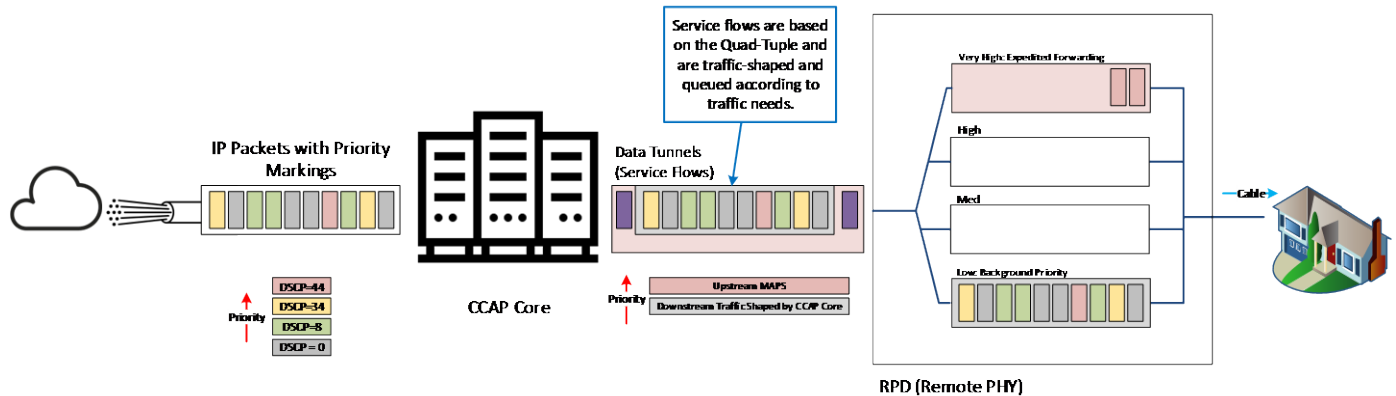 Service flows are based
on the Quad-Tuple and
are traffic-shaped and
queued according to
traffic needs.
IP Packets with Priority
Markings
Data Tunnels
(Service Flows)
Very High: Expedited Forwarding
High
Med
Low: Background Priority
Cable
DSCP=44
DSCP=34
DSCP=8
DSCP = 0
Priority
CCAP Core
Priority
Upstream MAPS
Downstream Traffic Shaped by CCAP Core
RPD (Remote PHY)